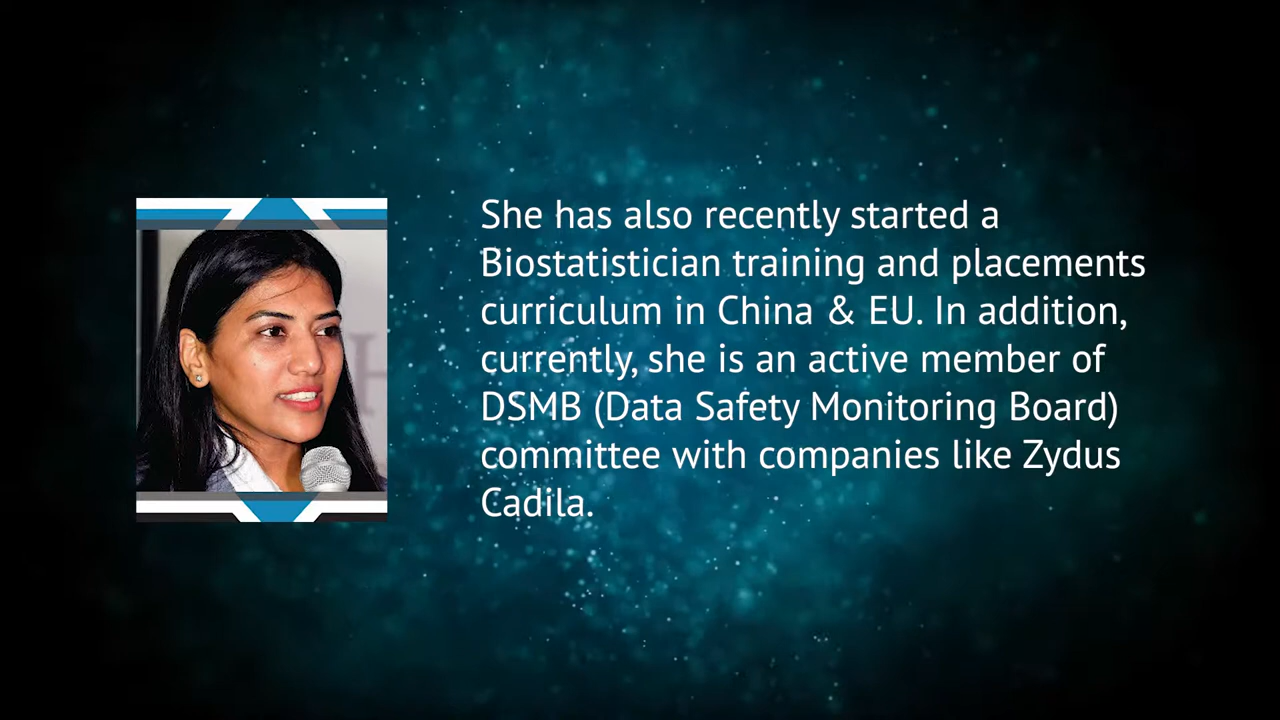 She has also recently started a
Biostatistician training and placements
curriculum in China & EU. In addition,
currently, she is an active member of
DSMB (Data Safety Monitoring Board)
committee with companies like Zydus
Cadila.